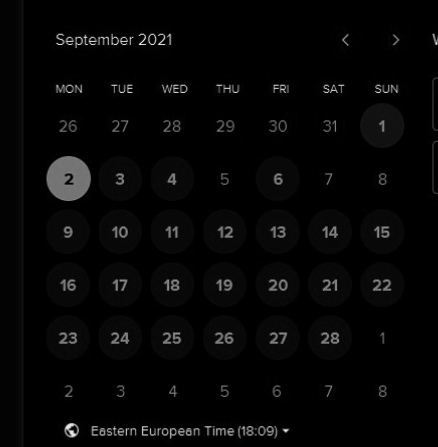 September 2021 < >
MON TUE WED THU FRI SAT SUN
26 27 28 29 30 31 1
2 3 4 5 6 7 8
9 10 11 12 13 14 15
16 17 18 19 20 21 22
23 24 25 26 27 28 1
2 3 4 5 6 7 8
Eastern European Time (18:09)